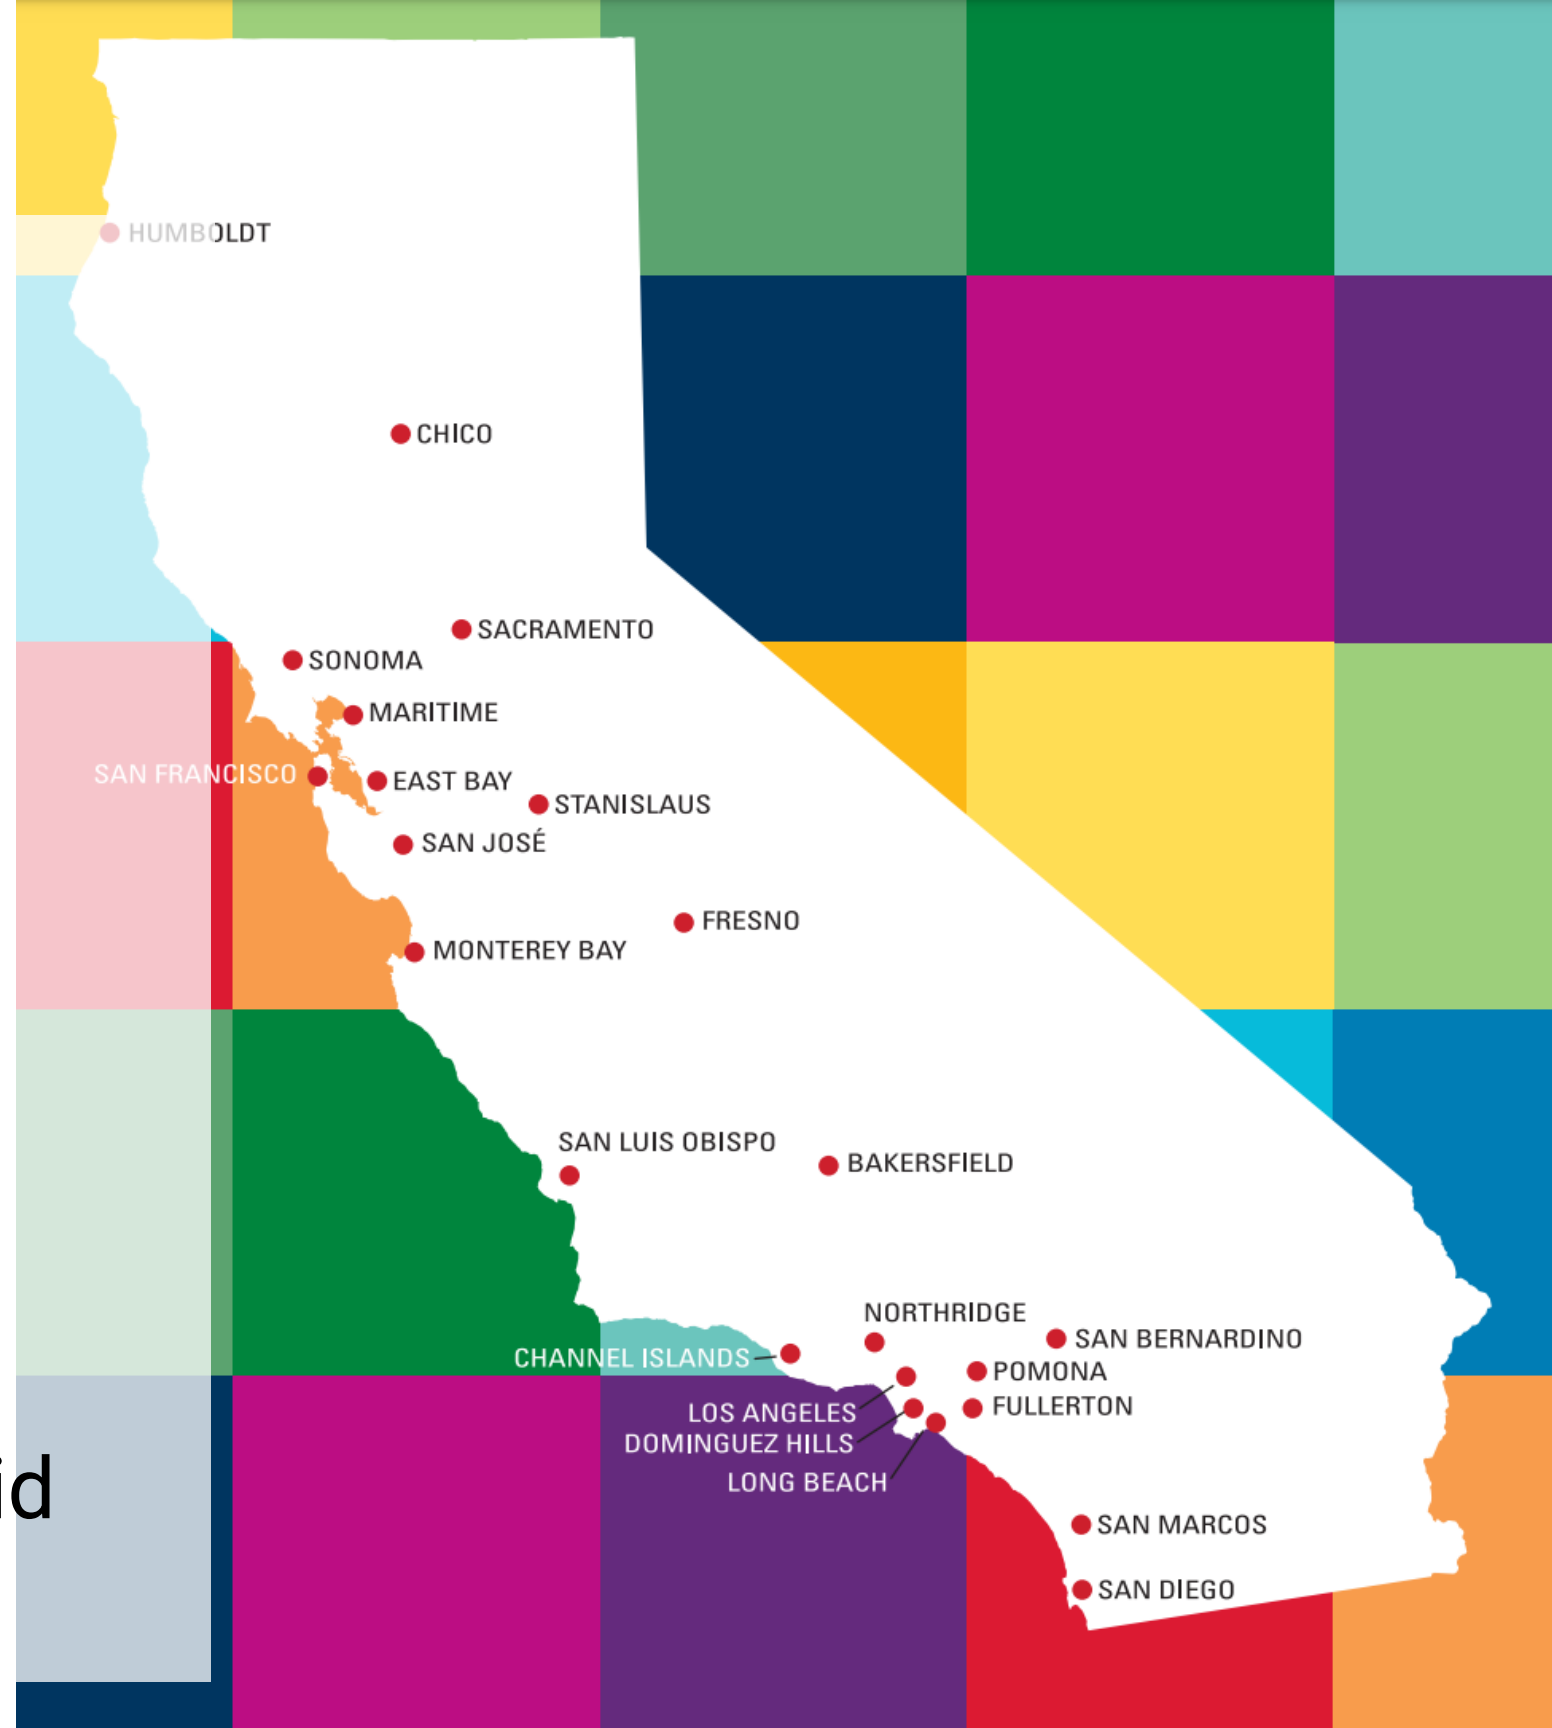 HUMBOLDT
CHICO
SACRAMENTO
SONOMA
MARITIME
SAN FRANCISCO
EAST BAY
STANISLAUS
SAN JOSÉ
FRESNO
MONTEREY BAY
SAN LUIS OBISPO
BAKERSFIELD
NORTHRIDGE
SAN BERNARDINO
CHANNEL ISLANDS
POMONA
FULLERTON
LOS ANGELES
DOMINGUEZ HILLS
LONG BEACH
id
SAN MARCOS
SAN DIEGO